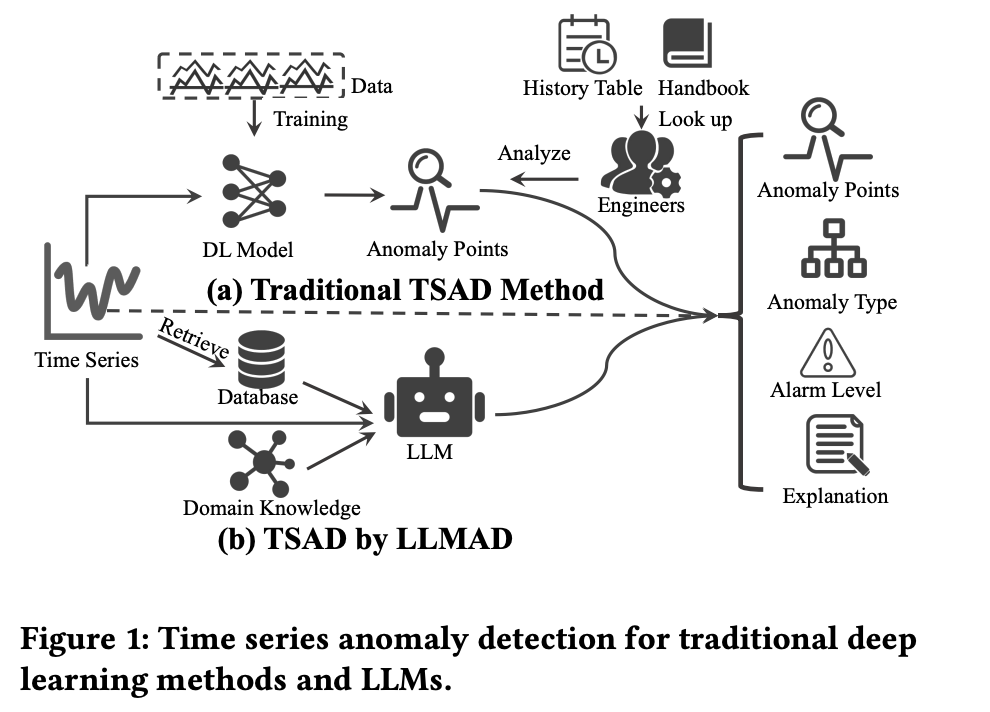 History Table
Handbook
Data
Training
Look up
Analyze
Engineers
DL Model
Anomaly Points
(a) Traditional TSAD Method
Time Series
Retrieve
Database
LLM
Domain Knowledge
(b) TSAD by LLMAD
Anomaly Points
Anomaly Type
Alarm Level
Explanation
Figure 1: Time series anomaly detection for traditional deep
learning methods and LLMs.